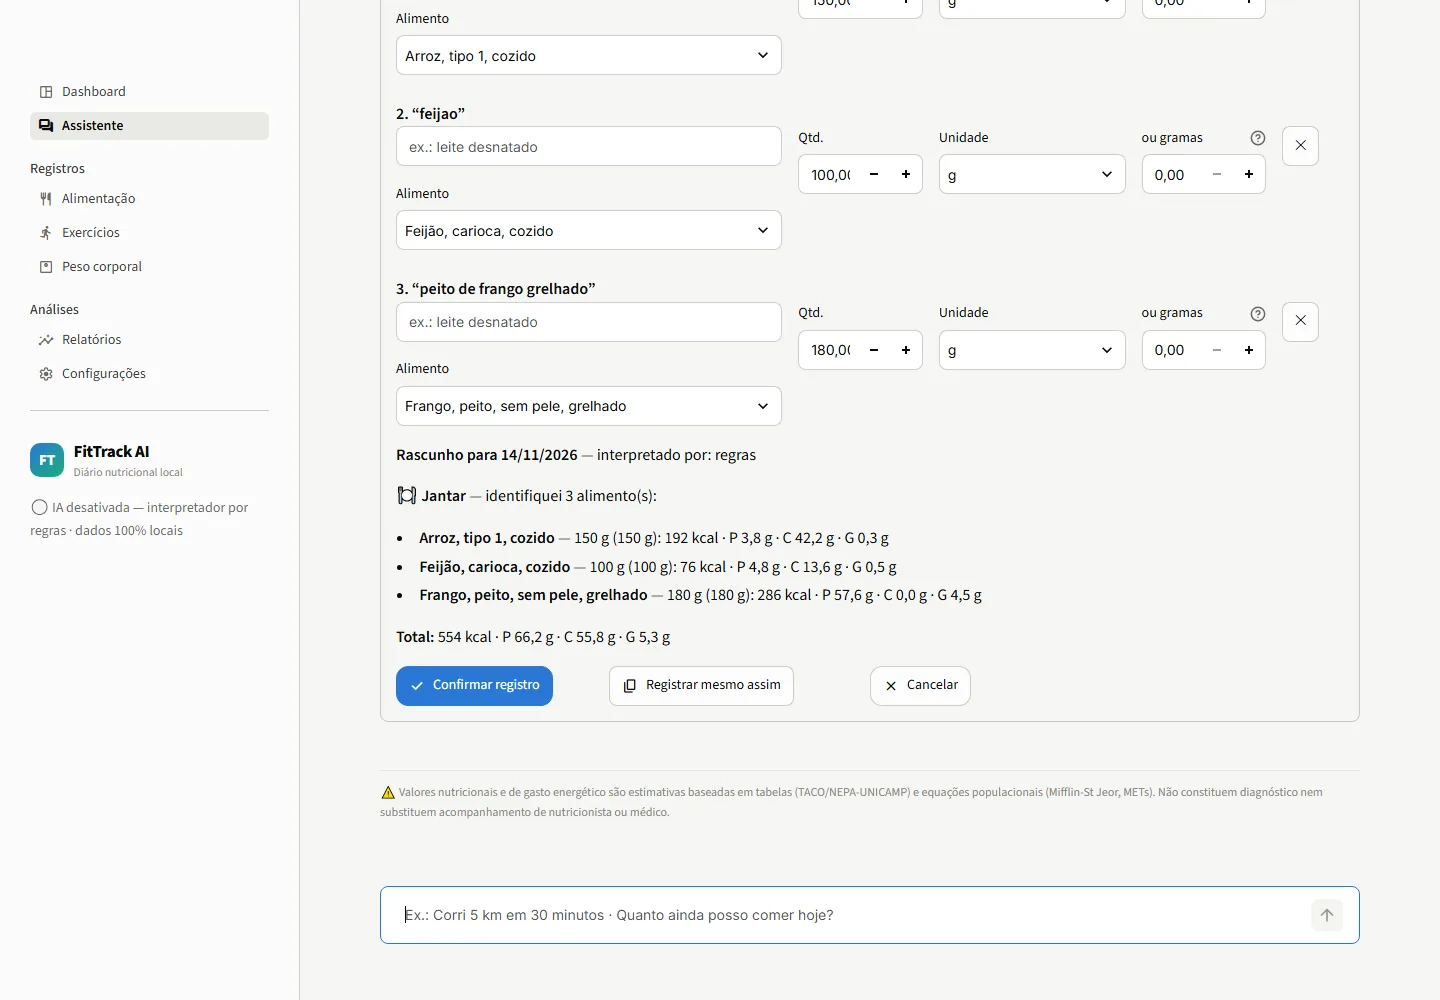 Dashboard
Assistente
Registros
Alimentação
Exercícios
Peso corporal
Análises
Relatórios
Configurações
FT
FitTrack AI
Diário nutricional local
IA desativada — interpretador por
regras · dados 100% locais
g
0,00
Alimento
Arroz, tipo 1, cozido
2. “feijao”
ex.: leite desnatado
Qtd.
Unidade
ou gramas
100,0
g
0,00
Alimento
Feijão, carioca, cozido
3. “peito de frango grelhado”
ex.: leite desnatado
Qtd.
Unidade
ou gramas
180,0
g
0,00
Alimento
Frango, peito, sem pele, grelhado
Rascunho para 14/11/2026 — interpretado por: regras
Jantar — identifiquei 3 alimento(s):
• Arroz, tipo 1, cozido — 150 g (150 g): 192 kcal · P 3,8 g · C 42,2 g · G 0,3 g
• Feijão, carioca, cozido — 100 g (100 g): 76 kcal · P 4,8 g · C 13,6 g · G 0,5 g
• Frango, peito, sem pele, grelhado — 180 g (180 g): 286 kcal · P 57,6 g · C 0,0 g · G 4,5 g
Total: 554 kcal · P 66,2 g · C 55,8 g · G 5,3 g
Confirmar registro
Registrar mesmo assim
Cancelar
Valores nutricionais e de gasto energético são estimativas baseadas em tabelas (TACO/NEPA-UNICAMP) e equações populacionais (Mifflin-St Jeor, METs). Não constituem diagnóstico nem
substituem acompanhamento de nutricionista ou médico.
Ex.: Corri 5 km em 30 minutos · Quanto ainda posso comer hoje?